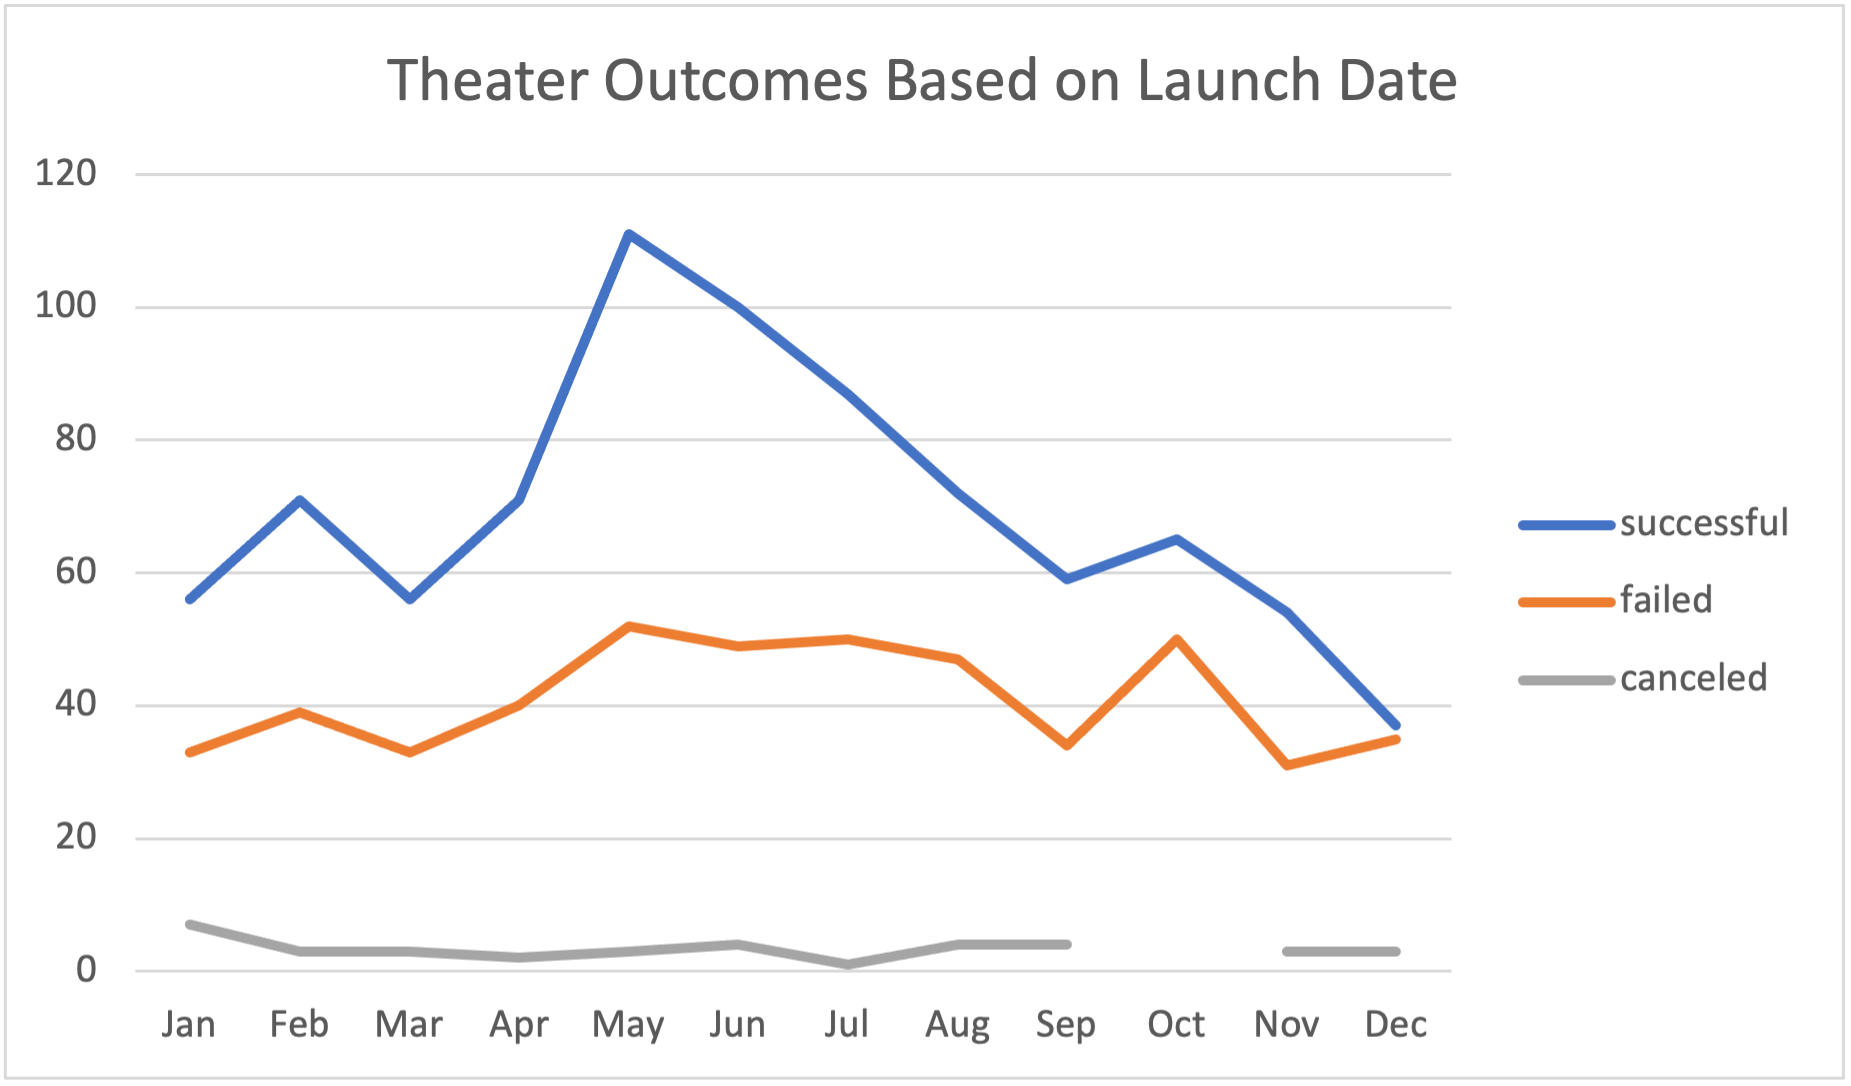 Theater Outcomes Based on Launch Date
120
100
80
60
40
20
0
Jan Feb Mar Apr May Jun Jul Aug Sep Oct Nov Dec
successful
failed
canceled